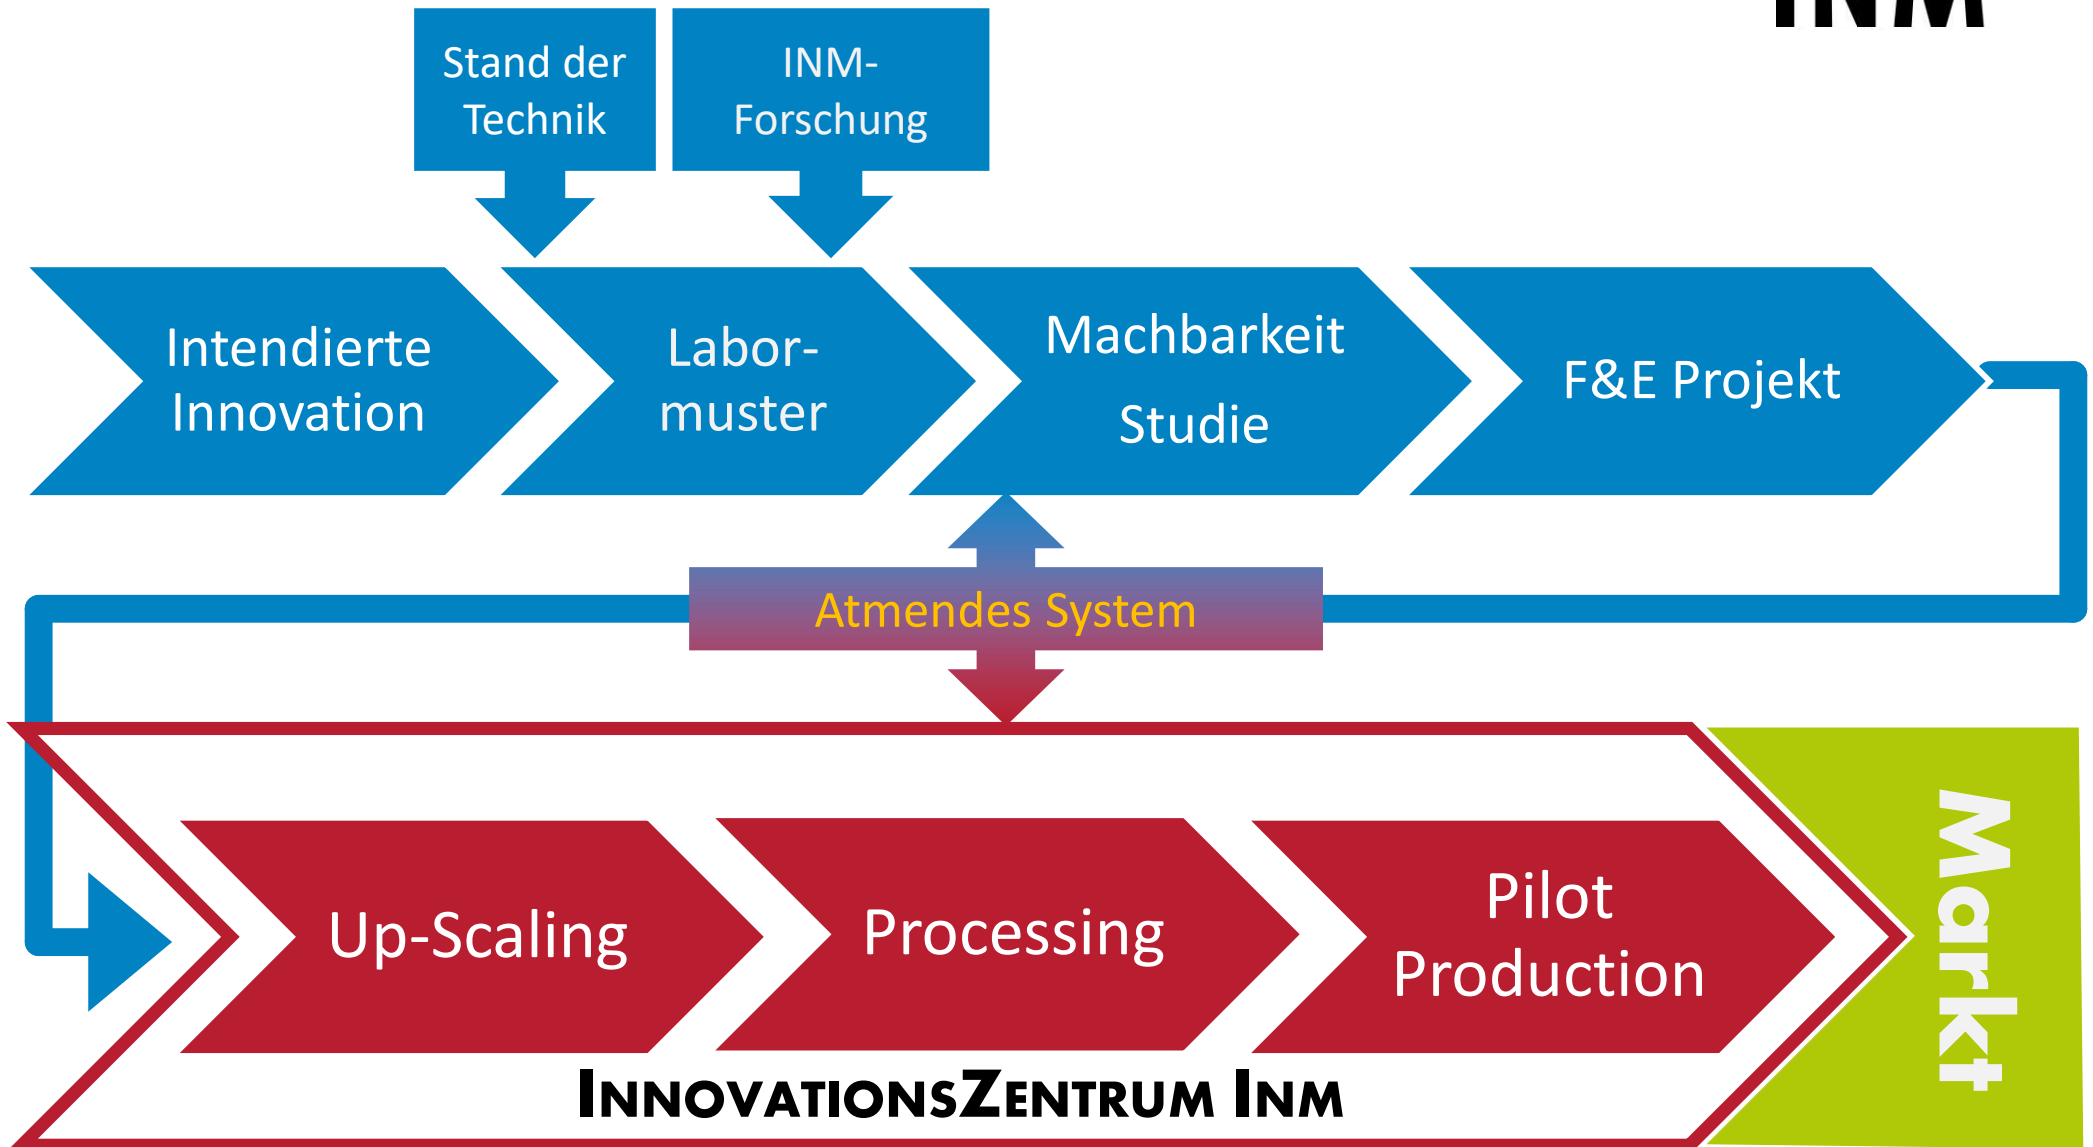 INM
Stand der
Technik
INM-
Forschung
Intendierte
Innovation
Labor-
muster
Machbarkeit
Studie
F&E Projekt
Atmendes System
Up-Scaling
Processing
Pilot
Production
Markt
INNOVATIONSZENTRUM INM